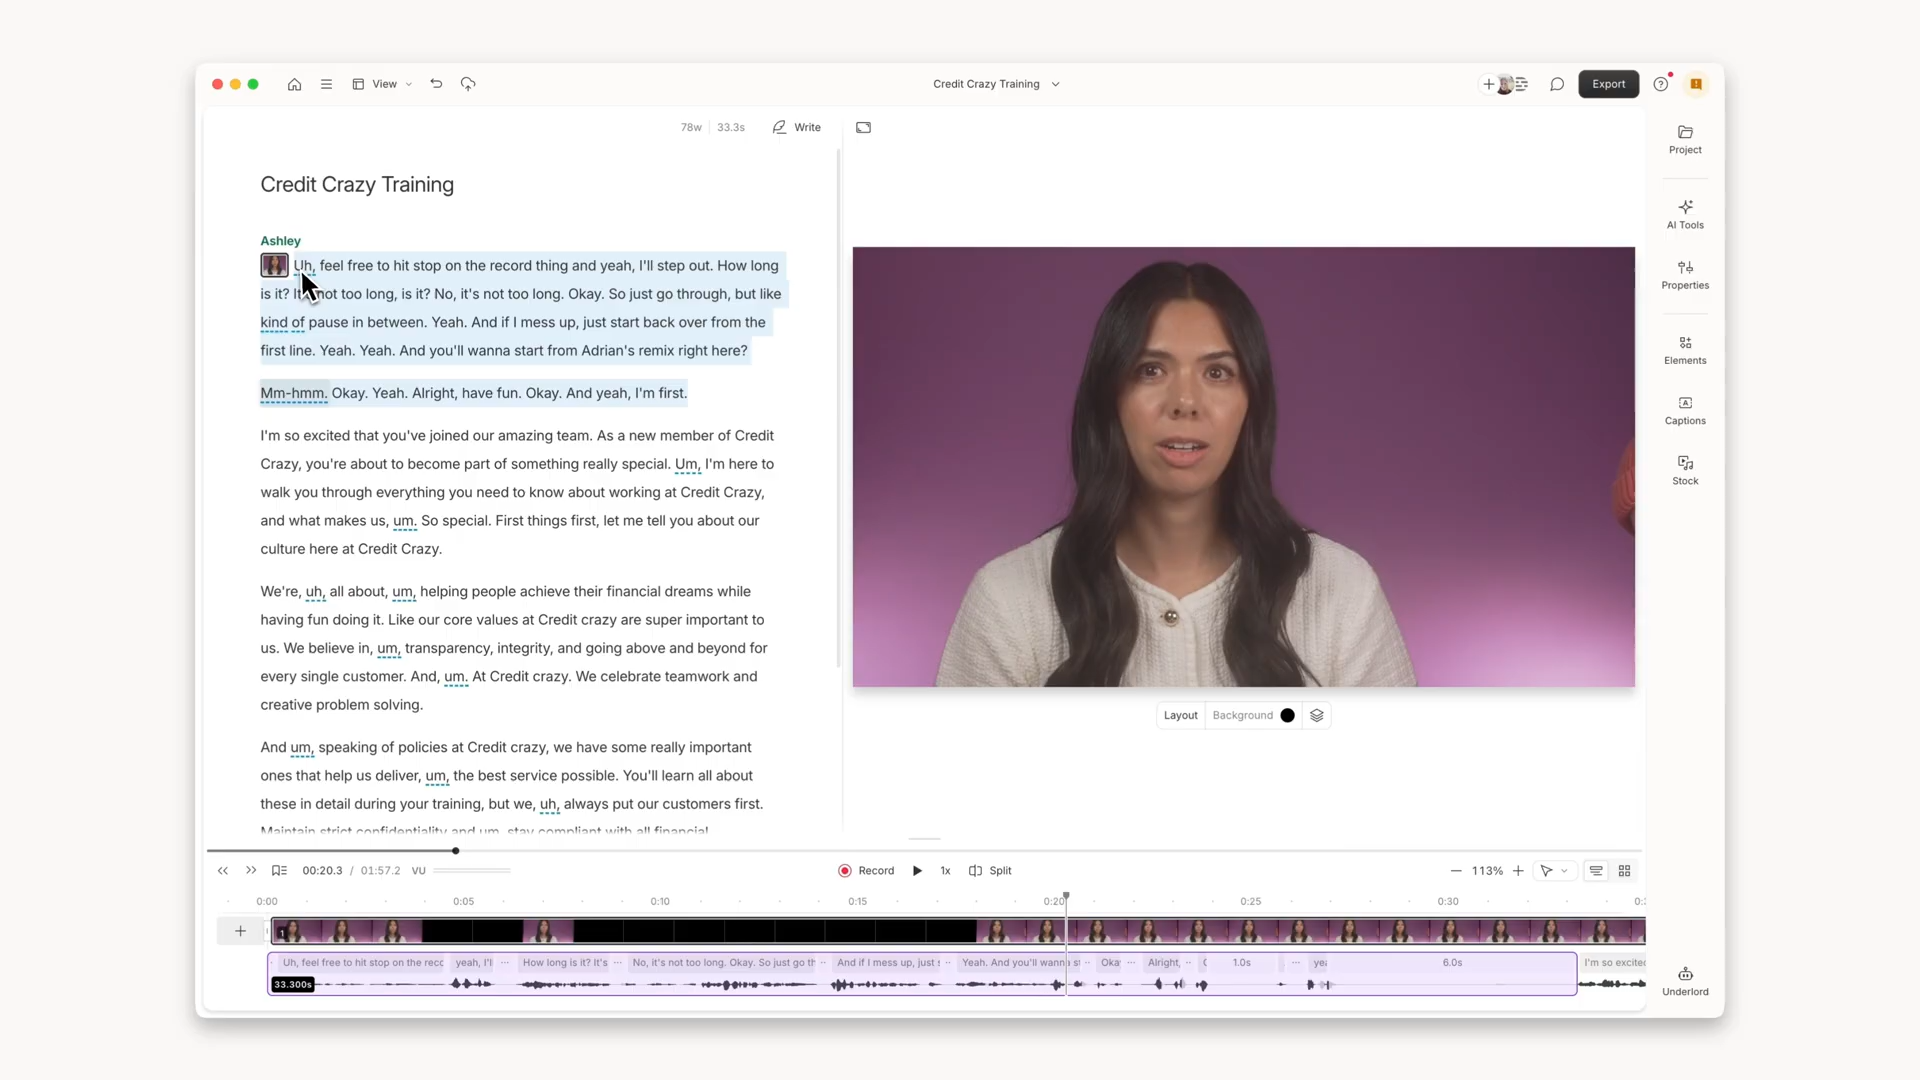 View
Credit Crazy Training
Export
78w
33.3s
Write
Credit Crazy Training
Ashley
Uh, feel free to hit stop on the record thing and yeah, I'll step out. How long
is it? It's not too long, is it? No, it's not too long. Okay. So just go through, but like
kind of pause in between. Yeah. And if I mess up, just start back over from the
first line. Yeah. Yeah. And you'll wanna start from Adrian's remix right here?
Mm-hmm. Okay. Yeah. Alright, have fun. Okay. And yeah, I'm first.
I'm so excited that you've joined our amazing team. As a new member of Credit
Crazy, you're about to become part of something really special. Um, I'm here to
walk you through everything you need to know about working at Credit Crazy,
and what makes us, um. So special. First things first, let me tell you about our
culture here at Credit Crazy.
We're, uh, all about, um, helping people achieve their financial dreams while
having fun doing it. Like our core values at Credit crazy are super important to
us. We believe in, um, transparency, integrity, and going above and beyond for
every single customer. And, um. At Credit crazy. We celebrate teamwork and
creative problem solving.
And um, speaking of policies at Credit crazy, we have some really important
ones that help us deliver, um, the best service possible. You'll learn all about
these in detail during your training, but we, uh, always put our customers first.
Maintain strict confidentiality and um, stay compliant with all financial
Layout
Background
Project
AI Tools
Properties
Elements
Captions
Stock
Underlord
00:20.3 / 01:57.2
VU
Record
1x
Split
113%
0:00
0:05
0:10
0:15
0:20
0:25
0:30
1
Uh, feel free to hit stop on the reco
yeah, I'l
How long is it? It's
No, it's not too long. Okay. So just go th
And if I mess up, just s
Yeah. And you'll wanna st
Oka
Alright,
1.0s
yea
6.0s
I'm so excited
33.300s